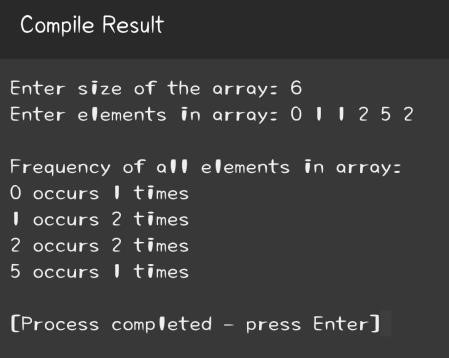 Compile Result
Enter size of the array: 6
Enter elements in array: 0 1 1 2 5 2
Frequency of all elements in array:
0 occurs 1 times
1 occurs 2 times
2 occurs 2 times
5 occurs 1 times
[Process completed - press Enter]